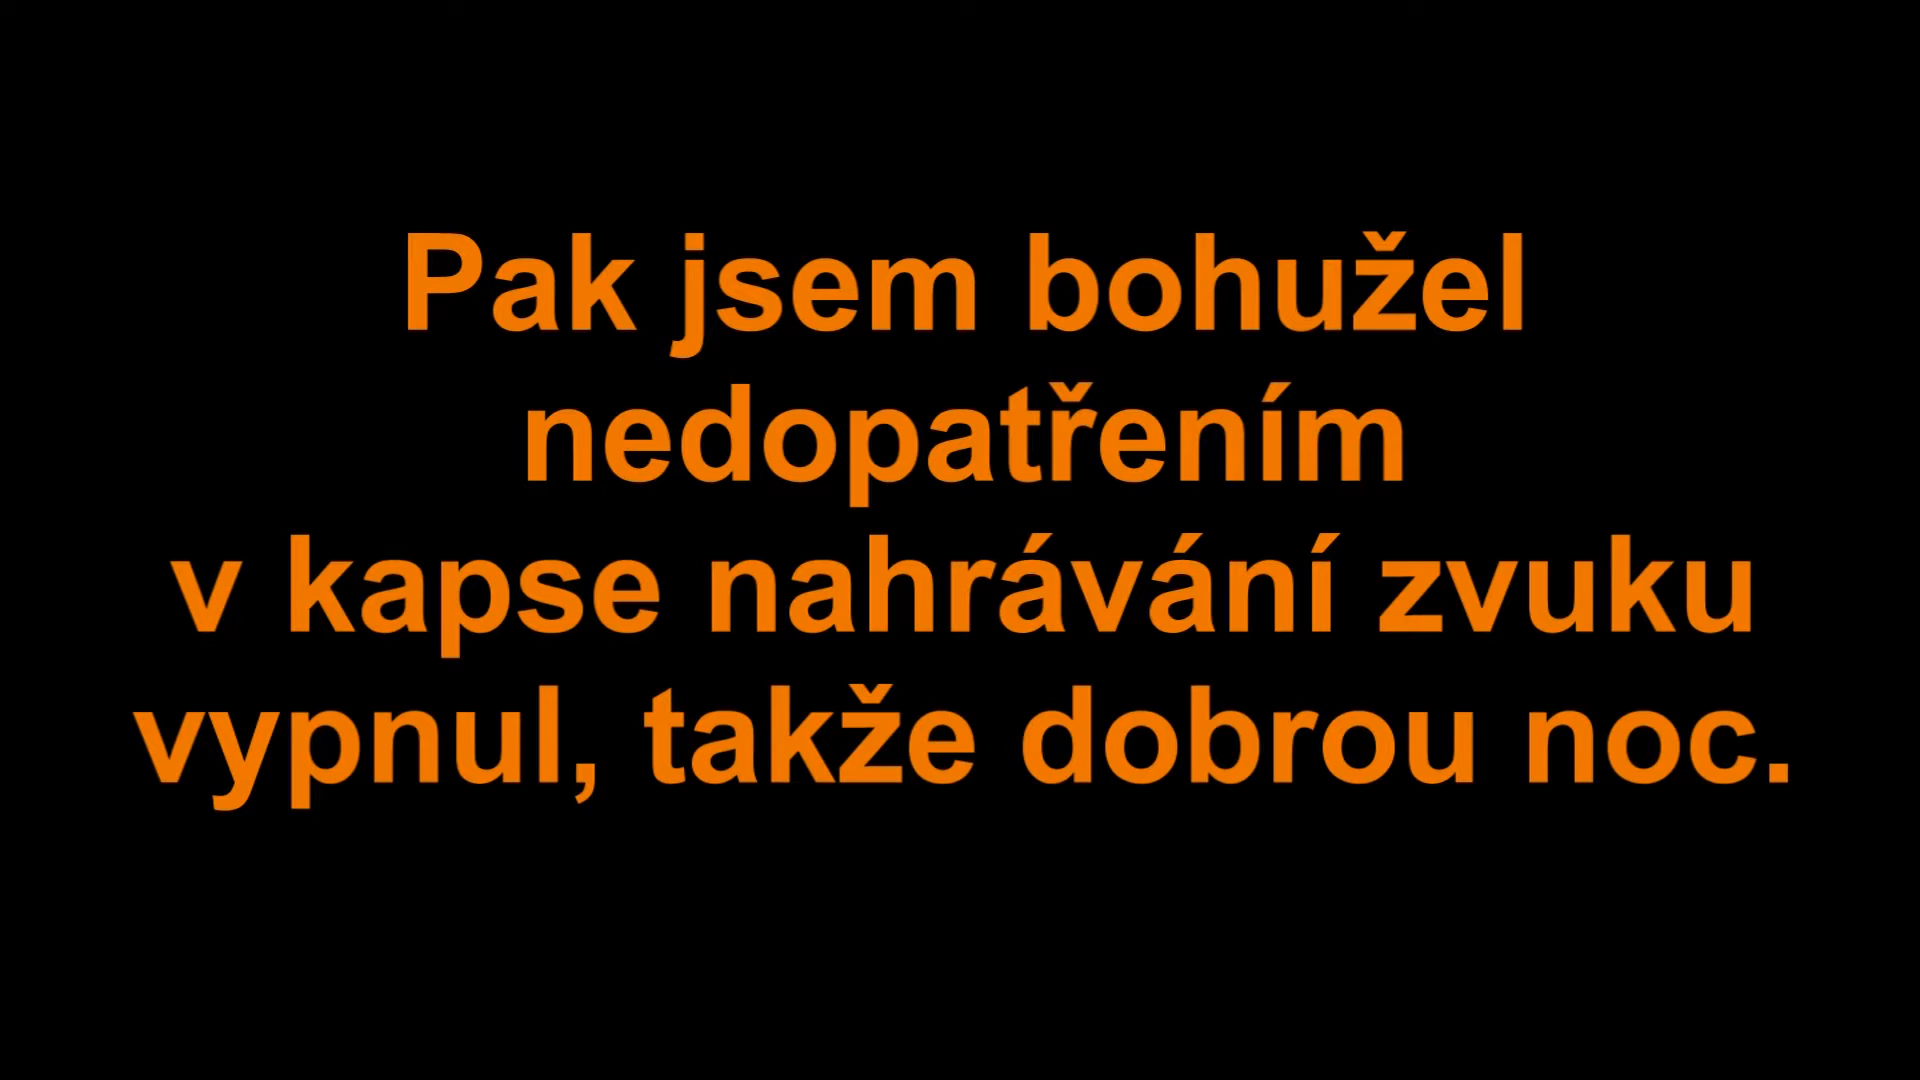 Pak jsem bohužel
nedopatřením
v kapse nahrávání zvuku
vypnul, takže dobrou noc.